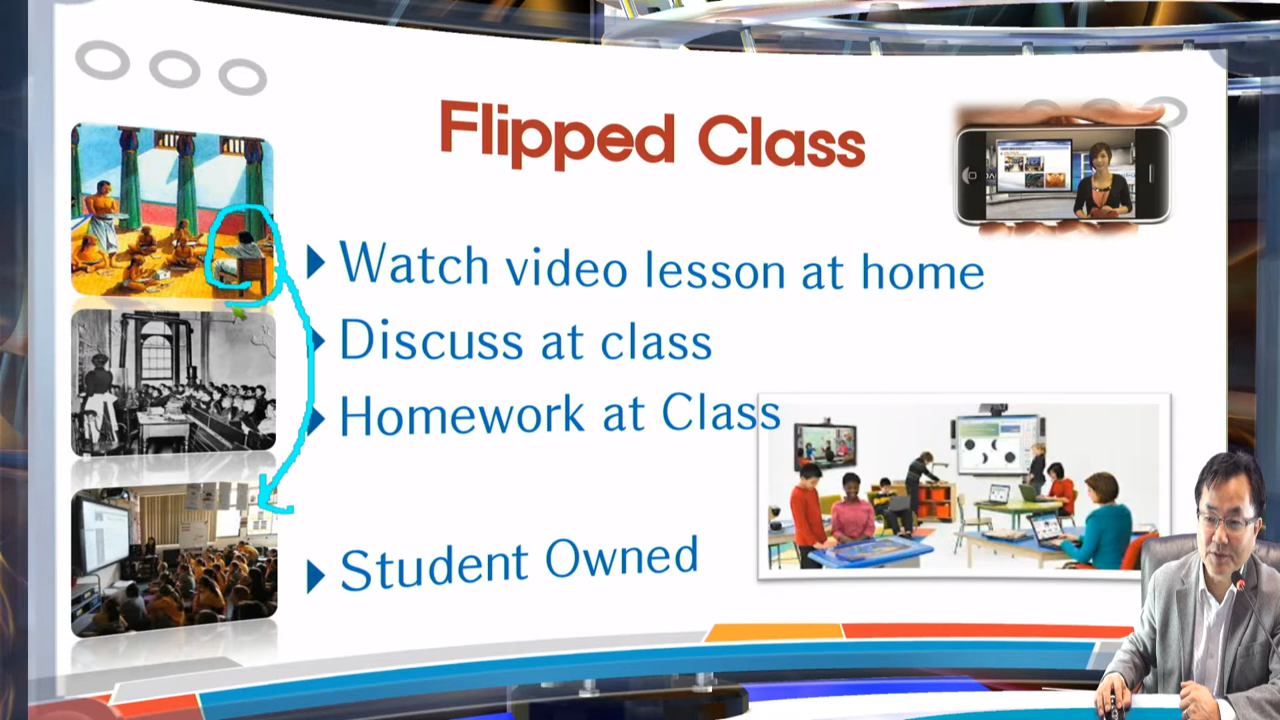 Flipped Class
Watch video lesson at home
Discuss at class
Homework at Class
Student Owned